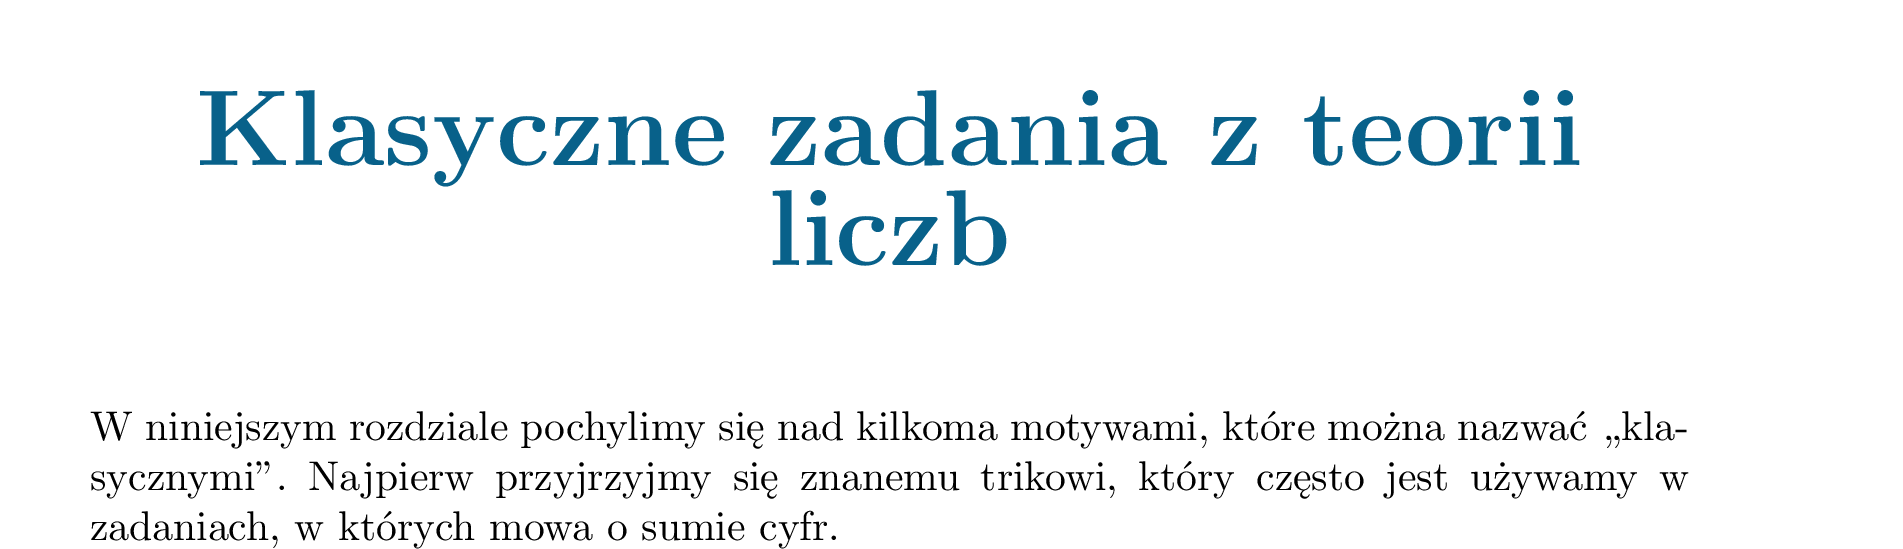 Klasyczne zadania z teorii
liczb
W niniejszym rozdziale pochylimy się nad kilkoma motywami, które można nazwać „kla-
sycznymi”. Najpierw przyjrzyjmy się znanemu trikowi, który często jest używamy w
zadaniach, w których mowa o sumie cyfr.